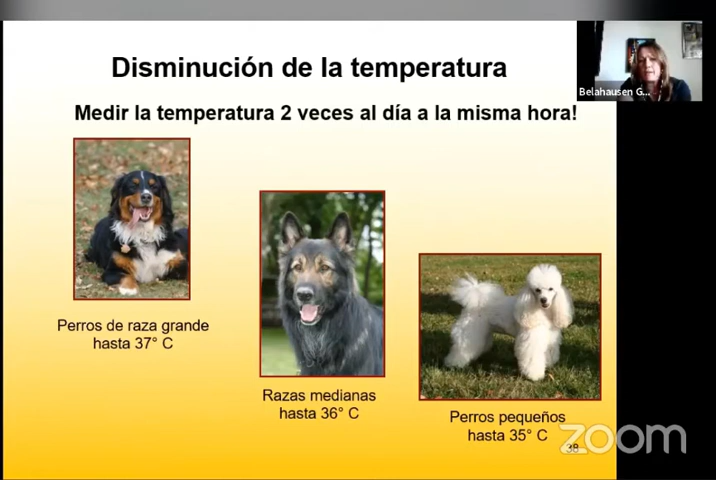 Disminución de la temperatura
Belahausen G...
Medir la temperatura 2 veces al día a la misma hora!
Perros de raza grande
hasta 37° C
Razas medianas
hasta 36° C
Perros pequeños
hasta 35° C
38
zoom